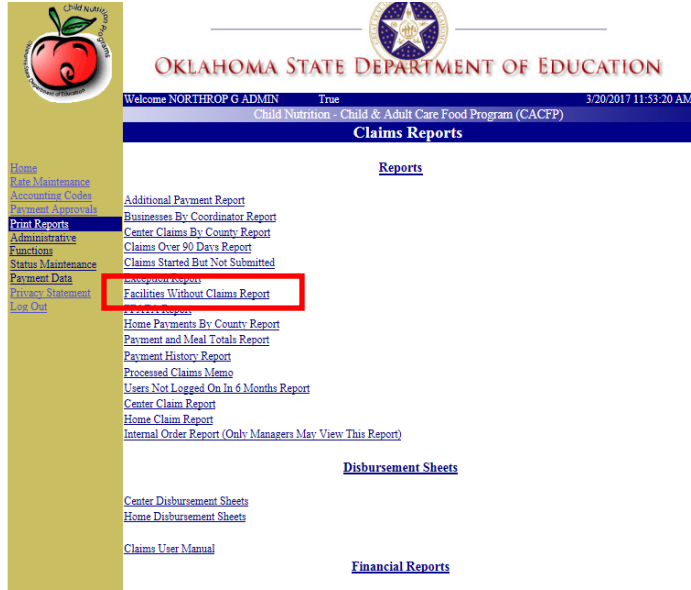 Child Nutrition Programs
OKLAHOMA STATE DEPARTMENT OF EDUCATION
Welcome NORTHROP G ADMIN True 3/20/2017 11:53:20 AM
Child Nutrition - Child & Adult Care Food Program (CACFP)
Claims Reports
Home
Rate Maintenance
Accounting Codes
Payment Approvals
Print Reports
Administrative
Functions
Status Maintenance
Payment Data
Privacy Statement
Log Out
Reports
Additional Payment Report
Businesses By Coordinator Report
Center Claims By County Report
Claims Over 90 Days Report
Claims Started But Not Submitted
Exception Report
Facilities Without Claims Report
FFATA Report
Home Payments By County Report
Payment and Meal Totals Report
Payment History Report
Processed Claims Memo
Users Not Logged On In 6 Months Report
Center Claim Report
Home Claim Report
Internal Order Report (Only Managers May View This Report)
Disbursement Sheets
Center Disbursement Sheets
Home Disbursement Sheets
Claims User Manual
Financial Reports